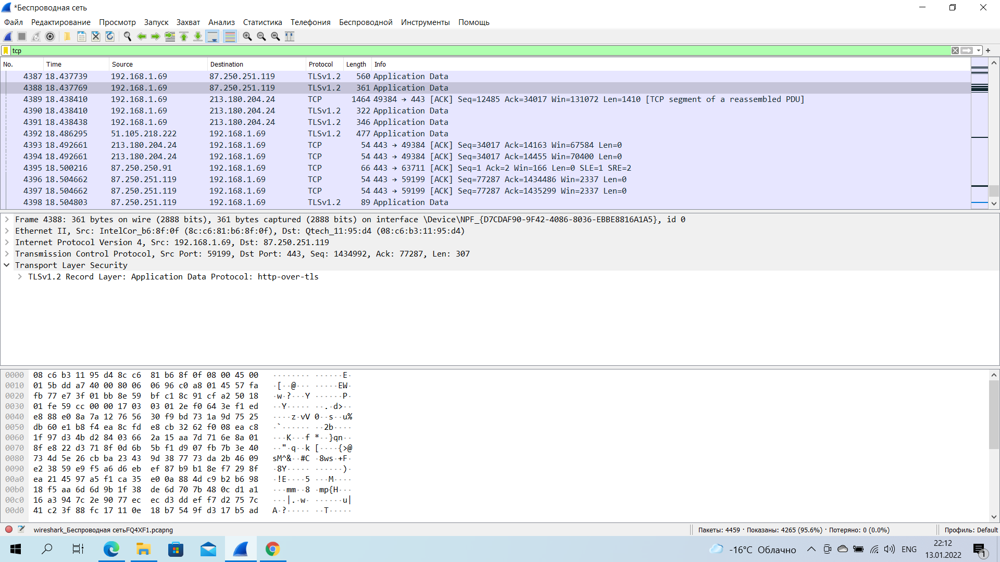 *Беспроводная сеть
Файл Редактирование Просмотр Запуск Захват Анализ Статистика Телефония Беспроводной Инструменты Помощь
tcp
No. Time Source Destination Protocol Length Info
4387 18.437739 192.168.1.69 87.250.251.119 TLSv1.2 560 Application Data
4388 18.437769 192.168.1.69 87.250.251.119 TLSv1.2 361 Application Data
4389 18.438410 192.168.1.69 213.180.204.24 TCP 1464 49384 → 443 [ACK] Seq=12485 Ack=34017 Win=131072 Len=1410 [TCP segment of a reassembled PDU]
4390 18.438410 192.168.1.69 213.180.204.24 TLSv1.2 322 Application Data
4391 18.438438 192.168.1.69 213.180.204.24 TLSv1.2 346 Application Data
4392 18.486295 51.105.218.222 192.168.1.69 TLSv1.2 477 Application Data
4393 18.492661 213.180.204.24 192.168.1.69 TCP 54 443 → 49384 [ACK] Seq=34017 Ack=14163 Win=67584 Len=0
4394 18.492661 213.180.204.24 192.168.1.69 TCP 54 443 → 49384 [ACK] Seq=34017 Ack=14455 Win=70400 Len=0
4395 18.500216 87.250.250.91 192.168.1.69 TCP 66 443 → 63711 [ACK] Seq=1 Ack=2 Win=166 Len=0 SLE=1 SRE=2
4396 18.504662 87.250.251.119 192.168.1.69 TCP 54 443 → 59199 [ACK] Seq=77287 Ack=1434486 Win=2337 Len=0
4397 18.504662 87.250.251.119 192.168.1.69 TCP 54 443 → 59199 [ACK] Seq=77287 Ack=1435299 Win=2337 Len=0
4398 18.504803 87.250.251.119 192.168.1.69 TLSv1.2 89 Application Data
Frame 4388: 361 bytes on wire (2888 bits), 361 bytes captured (2888 bits) on interface \Device\NPF_{D7CDAF90-9F42-4086-8036-EBBE8816A1A5}, id 0
Ethernet II, Src: IntelCor_b6:8f:0f (8c:c6:81:b6:8f:0f), Dst: Qtech_11:95:d4 (08:c6:b3:11:95:d4)
Internet Protocol Version 4, Src: 192.168.1.69, Dst: 87.250.251.119
Transmission Control Protocol, Src Port: 59199, Dst Port: 443, Seq: 1434992, Ack: 77287, Len: 307
Transport Layer Security
TLSv1.2 Record Layer: Application Data Protocol: http-over-tls
0000 08 c6 b3 11 95 d4 8c c6 81 b6 8f 0f 08 00 45 00 ········ ······E·
0010 01 5b dd a7 40 00 80 06 06 96 c0 a8 01 45 57 fa ·[··@··· ·····EW·
0020 fb 77 e7 3f 01 bb 8e 59 bf c1 8c 91 cf a2 50 18 ·w·?···Y ······P·
0030 01 fe 59 cc 00 00 17 03 03 01 2e f0 64 3e f1 ed ··Y····· ··.·d>··
0040 e8 88 e0 8a 7a 12 76 56 30 f9 bd 73 1a 9d 75 25 ····z·vV 0··s··u%
0050 db 60 e1 b8 f4 ea 8c fd e8 cb 32 62 f0 08 ea c8 ·`······ ··2b····
0060 1f 97 d3 4b d2 84 03 66 2a 15 aa 7d 71 6e 8a 01 ···K···f *··}qn··
0070 8f e8 22 d3 71 8f 0d 6b 5b f1 d9 07 fb 7b 3e 40 ··"·q··k [····{>@
0080 73 4d 5e 26 cb ba 23 43 9d 38 77 73 da 2b 46 09 sM^&··#C ·8ws·+F·
0090 e2 38 59 e9 f5 a6 d6 eb ef 87 b9 b1 8e f7 29 8f ·8Y····· ······)·
00a0 ea 21 45 97 a5 f1 ca 35 e0 0a 88 4d c9 b2 b6 98 ·!E····5 ···M····
00b0 18 f5 aa 6d 6d 9b 1f 38 de 6d 70 7b 48 0c d1 a1 ···mm··8 ·mp{H···
00c0 16 a3 94 7c 2e 90 77 ec ec d3 dd ef f7 d2 75 7c ···|.·w· ······u|
00d0 41 c2 3f 88 fc 17 11 0e 18 b7 54 9f d3 17 b5 ad A·?····· ··T·····
wireshark_Беспроводная сетьFQ4XF1.pcapng Пакеты: 4459 · Показаны: 4265 (95.6%) · Потеряно: 0 (0.0%) Профиль: Default
-16°C Облачно ENG 22:12
13.01.2022 1